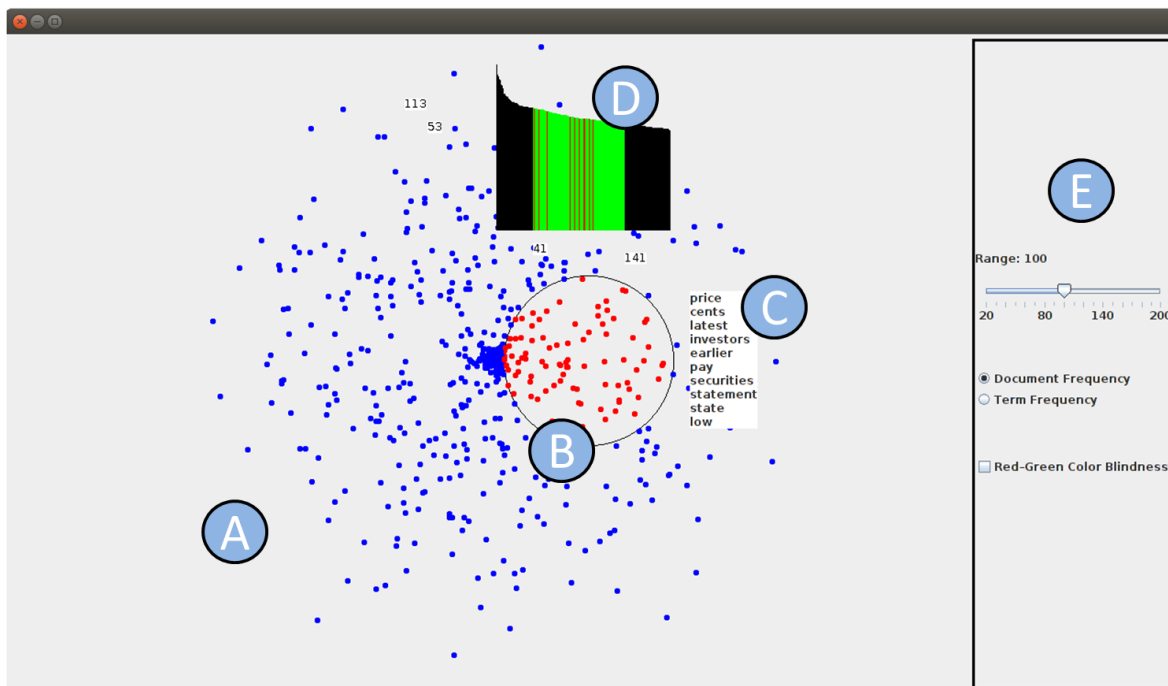 D
113
53
E
41
141
Range: 100
C
price
cents
latest
investors
earlier
pay
securities
statement
state
low
20 80 140 200
Document Frequency
Term Frequency
B
Red-Green Color Blindness
A